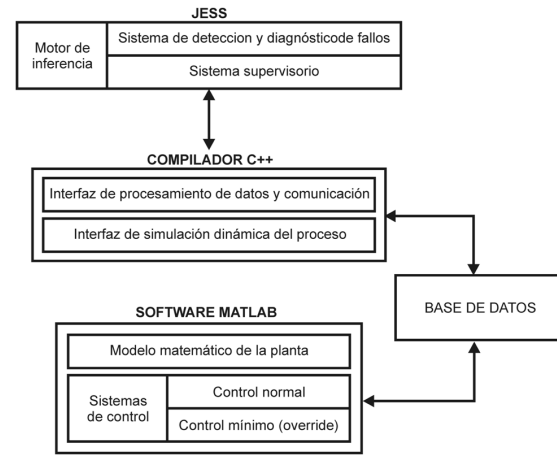 JESS
Motor de
inferencia
Sistema de deteccion y diagnósticode fallos
Sistema supervisorio
COMPILADOR C++
Interfaz de procesamiento de datos y comunicación
Interfaz de simulación dinámica del proceso
BASE DE DATOS
SOFTWARE MATLAB
Modelo matemático de la planta
Sistemas
de control
Control normal
Control mínimo (override)